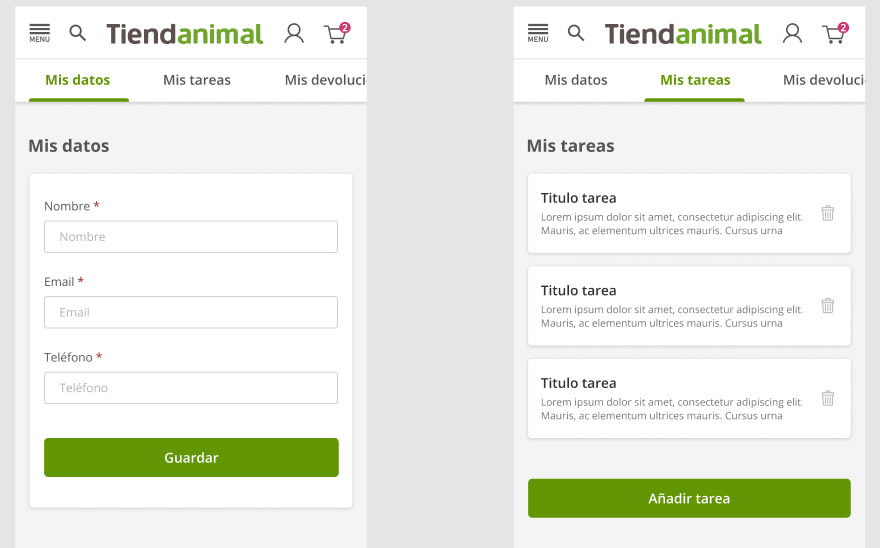 MENU
Tiendanimal
2
Mis datos
Mis tareas
Mis devoluci
Mis datos
Nombre *
Nombre
Email *
Email
Teléfono *
Teléfono
Guardar
MENU
Tiendanimal
2
Mis datos
Mis tareas
Mis devoluci
Mis tareas
Titulo tarea
Lorem ipsum dolor sit amet, consectetur adipiscing elit.
Mauris, ac elementum ultrices mauris. Cursus urna
Titulo tarea
Lorem ipsum dolor sit amet, consectetur adipiscing elit.
Mauris, ac elementum ultrices mauris. Cursus urna
Titulo tarea
Lorem ipsum dolor sit amet, consectetur adipiscing elit.
Mauris, ac elementum ultrices mauris. Cursus urna
Añadir tarea